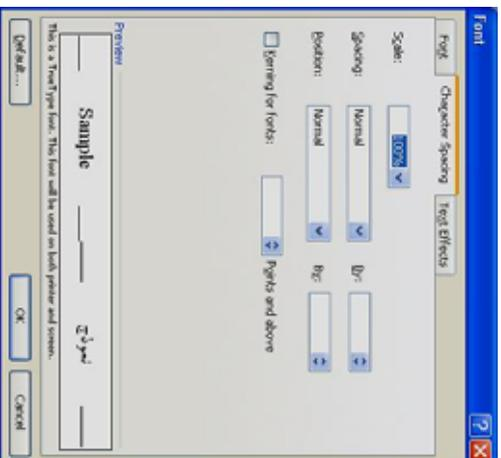 Font
Font Character Spacing Text Effects
Scale: 100%
Spacing: Normal By:
Position: Normal By:
Kerning for fonts: Points and above
Preview
Sample نموذج
This is a TrueType font. This font will be used on both printer and screen.
Default... OK Cancel